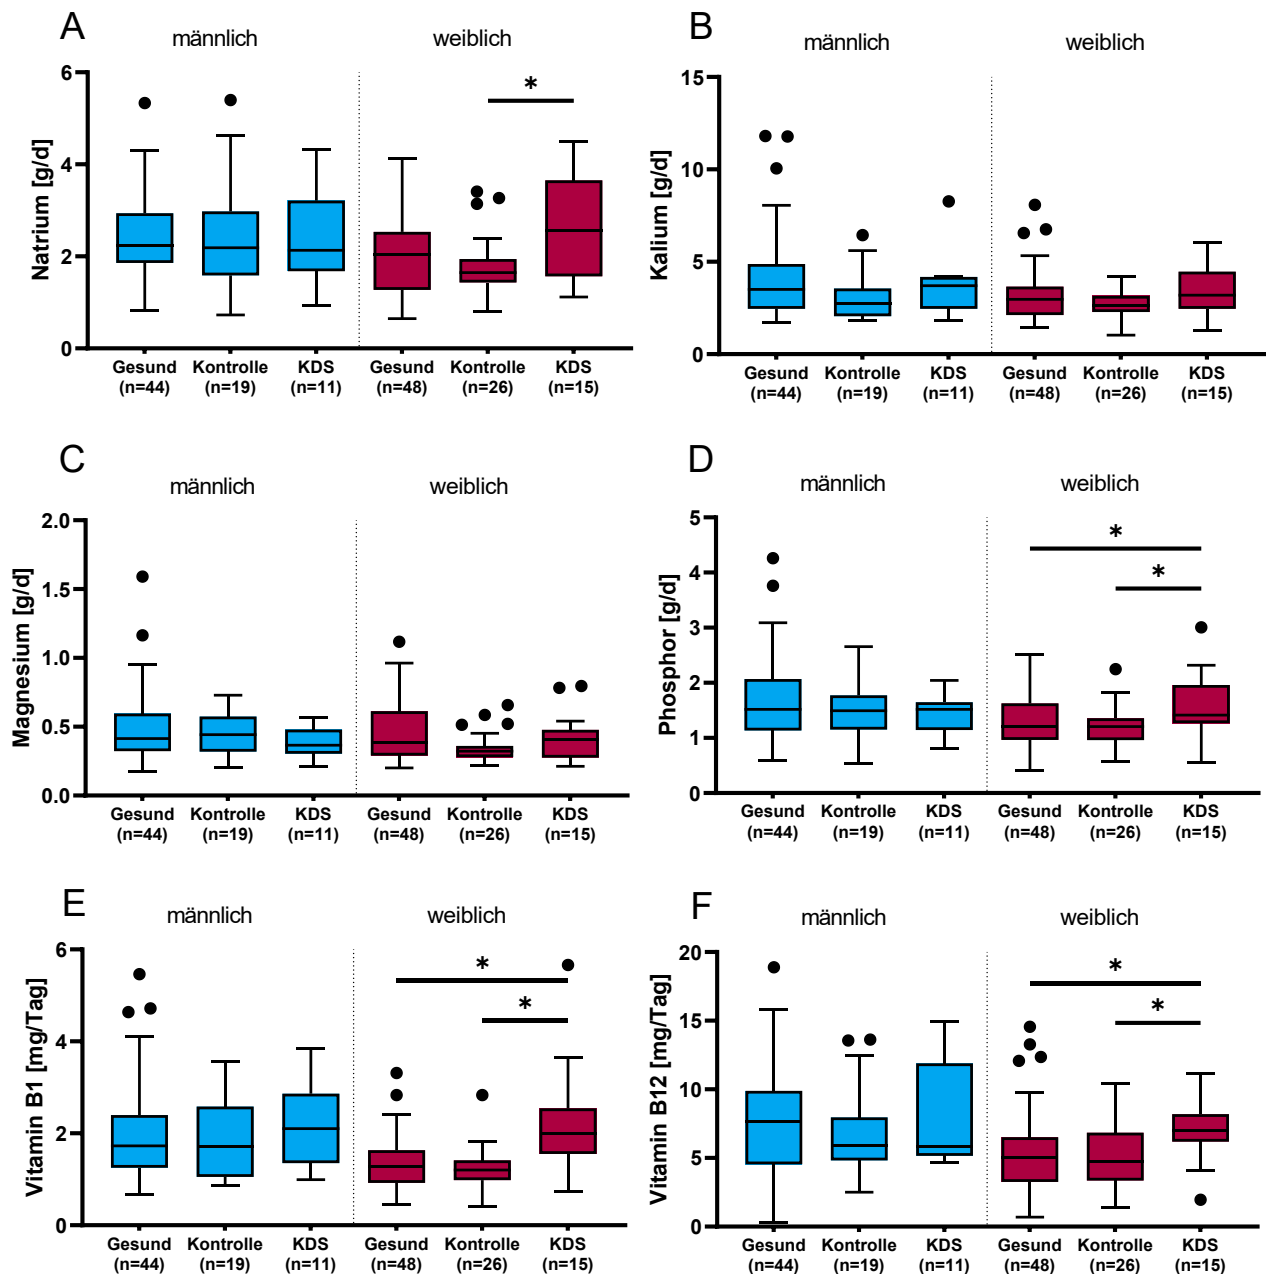 A
männlich weiblich
Natrium [g/d]
6
4
2
0
*
Gesund Kontrolle KDS Gesund Kontrolle KDS
(n=44) (n=19) (n=11) (n=48) (n=26) (n=15)
B
männlich weiblich
Kalium [g/d]
15
10
5
0
Gesund Kontrolle KDS Gesund Kontrolle KDS
(n=44) (n=19) (n=11) (n=48) (n=26) (n=15)
C
männlich weiblich
Magnesium [g/d]
2.0
1.5
1.0
0.5
0.0
Gesund Kontrolle KDS Gesund Kontrolle KDS
(n=44) (n=19) (n=11) (n=48) (n=26) (n=15)
D
männlich weiblich
Phosphor [g/d]
5
4
3
2
1
0
*
*
Gesund Kontrolle KDS Gesund Kontrolle KDS
(n=44) (n=19) (n=11) (n=48) (n=26) (n=15)
E
männlich weiblich
Vitamin B1 [mg/Tag]
6
4
2
0
*
*
Gesund Kontrolle KDS Gesund Kontrolle KDS
(n=44) (n=19) (n=11) (n=48) (n=26) (n=15)
F
männlich weiblich
Vitamin B12 [mg/Tag]
20
15
10
5
0
*
*
Gesund Kontrolle KDS Gesund Kontrolle KDS
(n=44) (n=19) (n=11) (n=48) (n=26) (n=15)